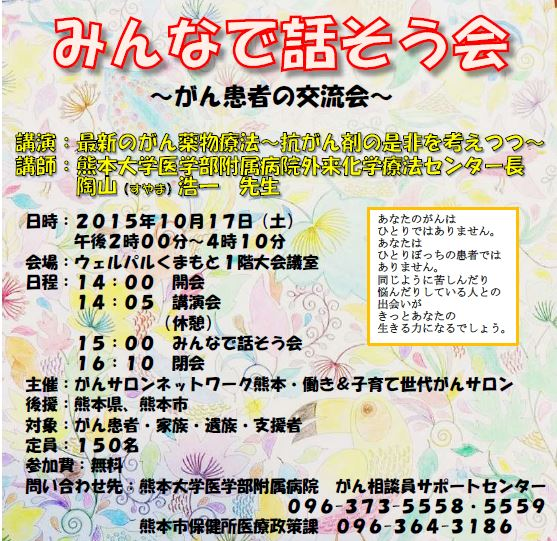 みんなで話そう会
～がん患者の交流会～
講演：最新のがん薬物療法～抗がん剤の是非を考えつつ～
講師：熊本大学医学部附属病院外来化学療法センター長
陶山（すやま）浩一　先生
日時：２０１５年１０月１７日（土）
午後２時００分～４時１０分
会場：ウェルパルくまもと１階大会議室
日程：１４：００　開会
１４：０５　講演会
（休憩）
１５：００　みんなで話そう会
１６：１０　閉会
あなたのがんは
ひとりではありません。
あなたは
ひとりぼっちの患者では
ありません。
同じように苦しんだり
悩んだりしている人との
出会いが
きっとあなたの
生きる力になるでしょう。
主催：がんサロンネットワーク熊本・働き＆子育て世代がんサロン
後援：熊本県、熊本市
対象：がん患者・家族・遺族・支援者
定員：１５０名
参加費：無料
問い合わせ先：熊本大学医学部附属病院　がん相談員サポートセンター
０９６-３７３-５５５８・５５５９
熊本市保健所医療政策課　０９６-３６４-３１８６